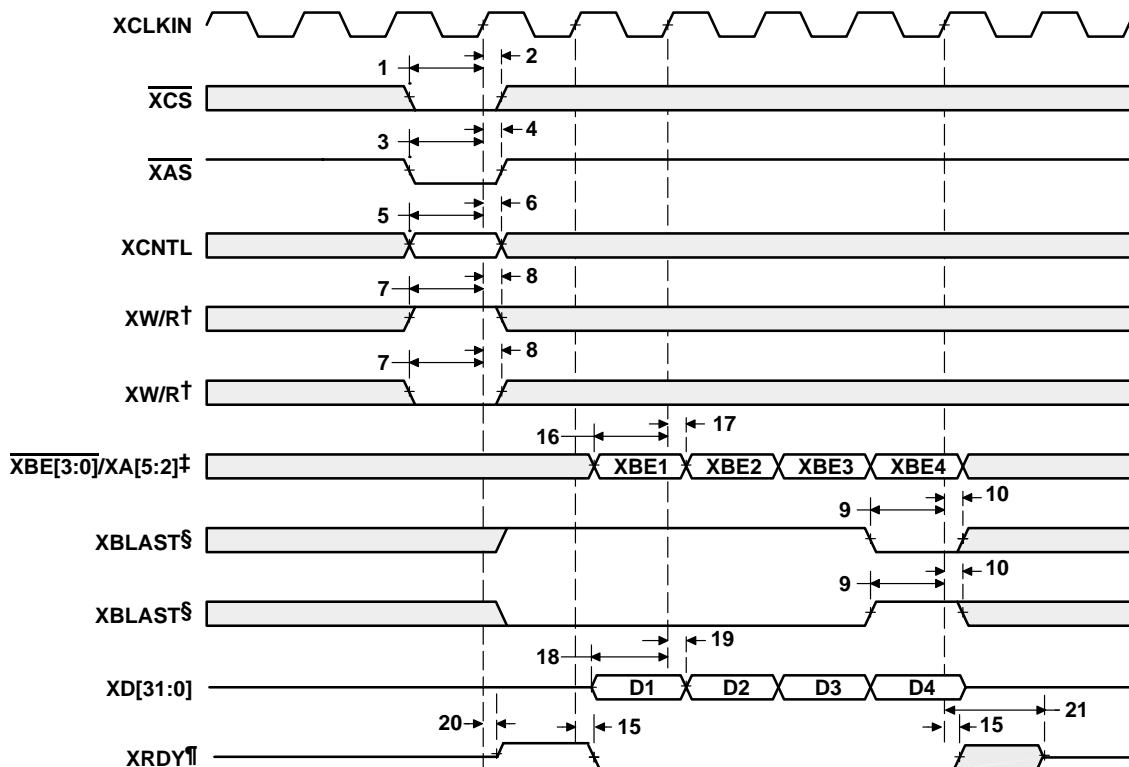 XCLKIN
2
1
XCS
4
3
XAS
6
5
XCNTL
8
7
XW/R†
8
7
XW/R†
17
16
XBE[3:0]/XA[5:2]‡ XBE1 XBE2 XBE3 XBE4
10
9
XBLAST§
10
9
XBLAST§
19
18
XD[31:0] D1 D2 D3 D4
21
20 15 15
XRDY¶